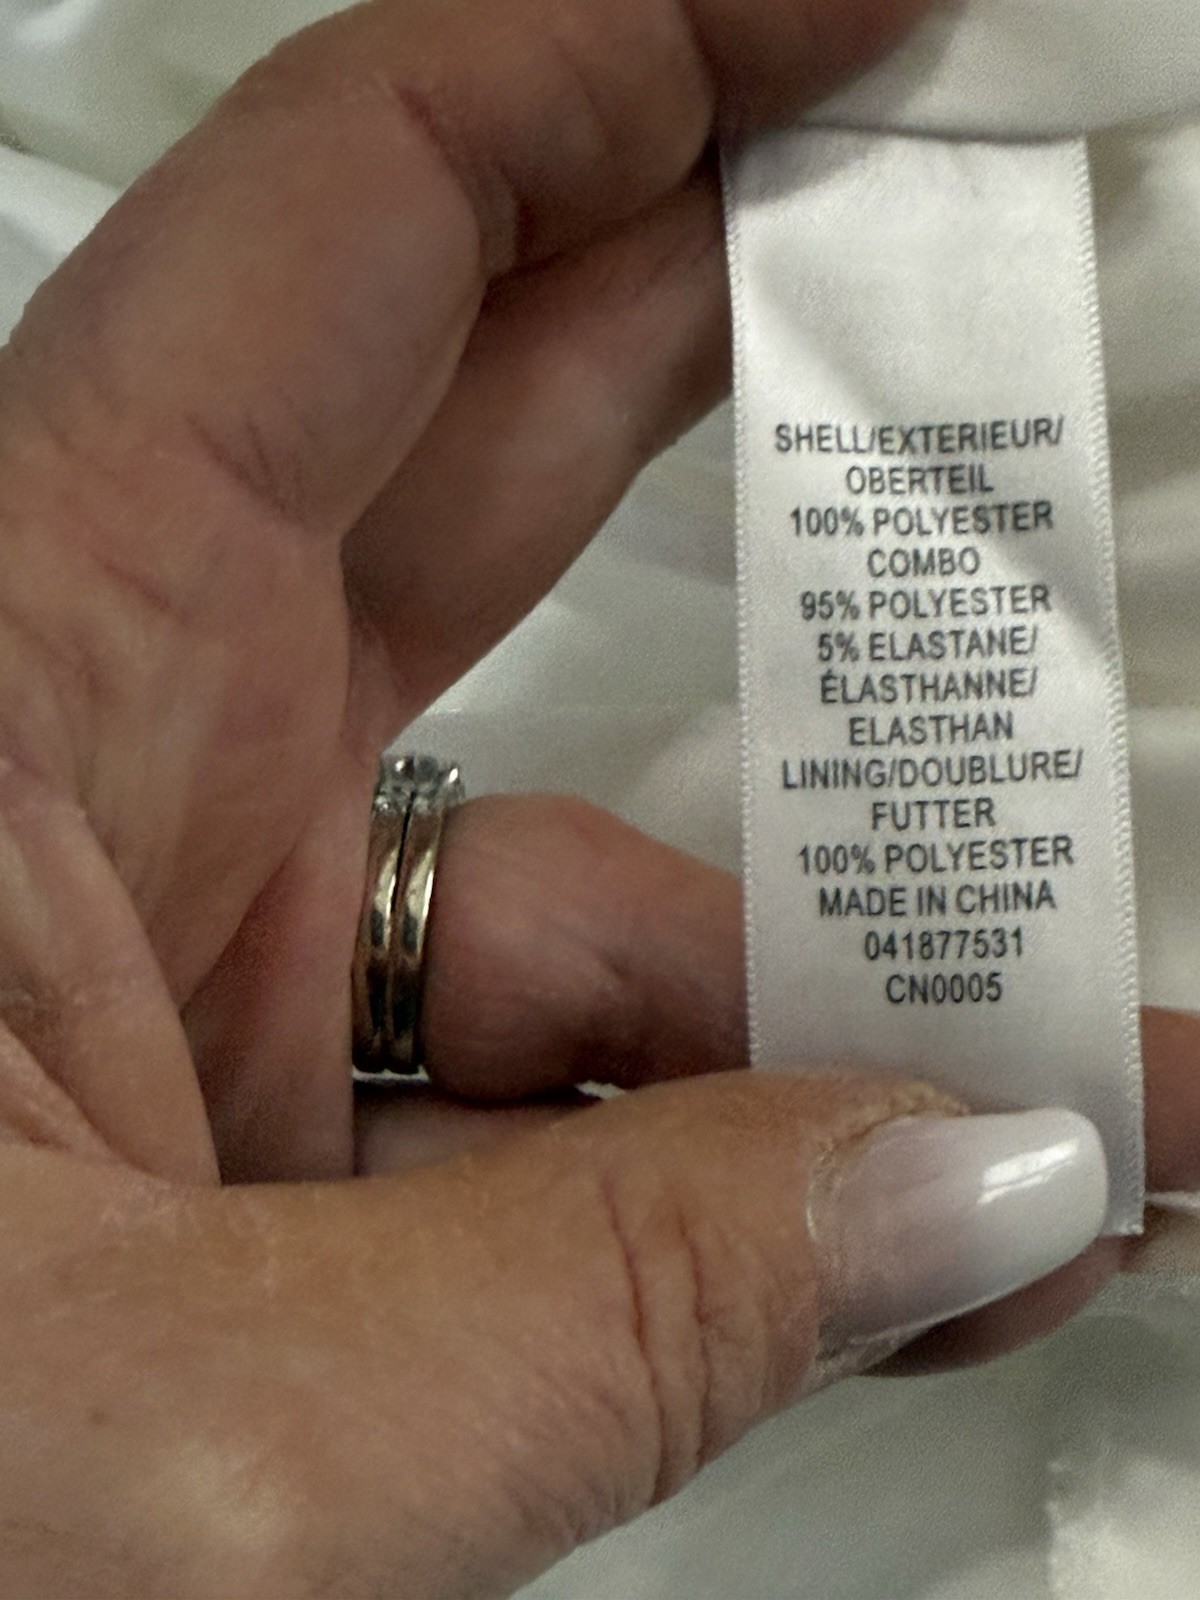 SHELL/EXTERIEUR/
OBERTEIL
100% POLYESTER
COMBO
95% POLYESTER
5% ELASTANE/
ÉLASTHANNE/
ELASTHAN
LINING/DOUBLURE/
FUTTER
100% POLYESTER
MADE IN CHINA
041877531
CN0005